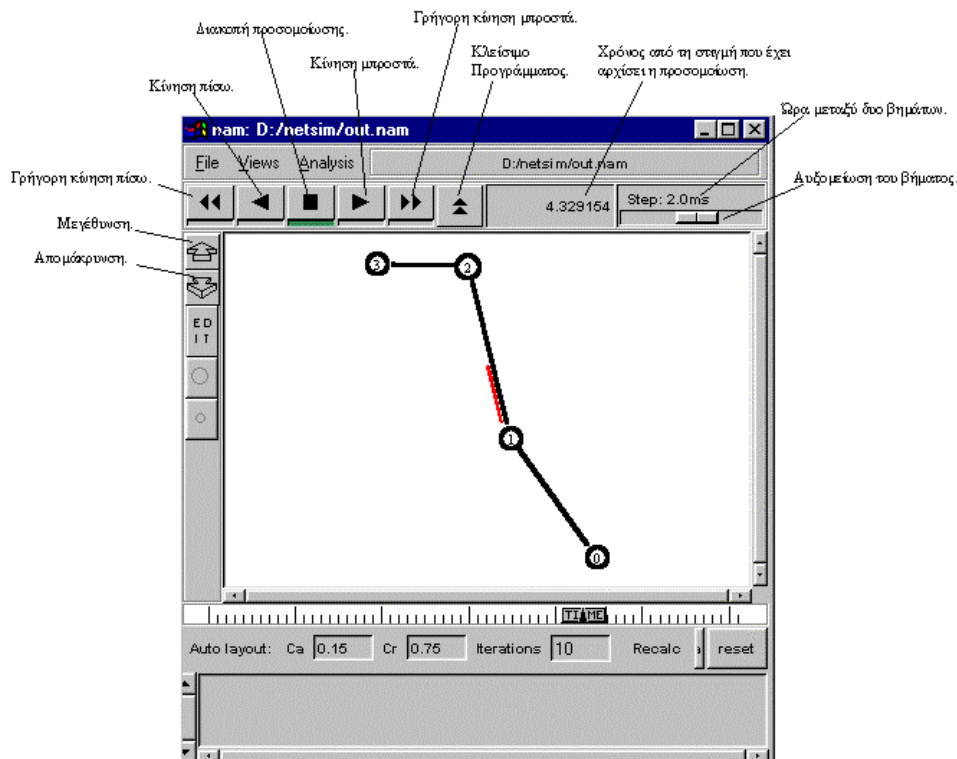 Γρήγορη κίνηση μπροστά.
Διακοπή προσομοίωσης.
Κίνηση μπροστά.
Κλείσιμο
Προγράμματος.
Χρόνος από τη στιγμή που έχει
αρχίσει η προσομοίωση.
Κίνηση πίσω.
Ώρα μεταξύ δυο βημάτων.
nam: D:/netsim/out.nam
File Views Analysis D:/netsim/out.nam
Γρήγορη κίνηση πίσω.
Αυξομείωση του βήματος.
4.329154 Step: 2.0ms
Μεγέθυνση.
Απομάκρυνση.
3 2
ED
IT
1
0
TIME
Auto layout: Ca 0.15 Cr 0.75 Iterations 10 Recalc reset